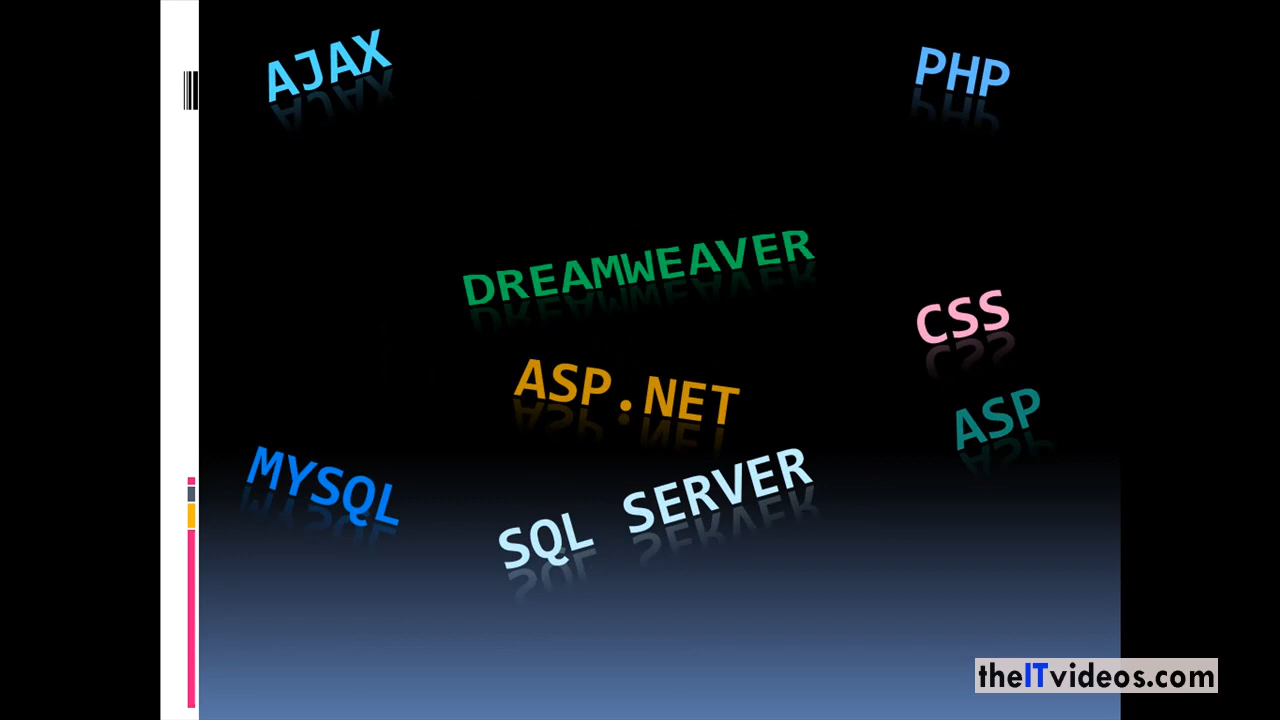 AJAX
PHP
DREAMWEAVER
CSS
ASP.NET
ASP
MYSQL
SQL SERVER
theITvideos.com